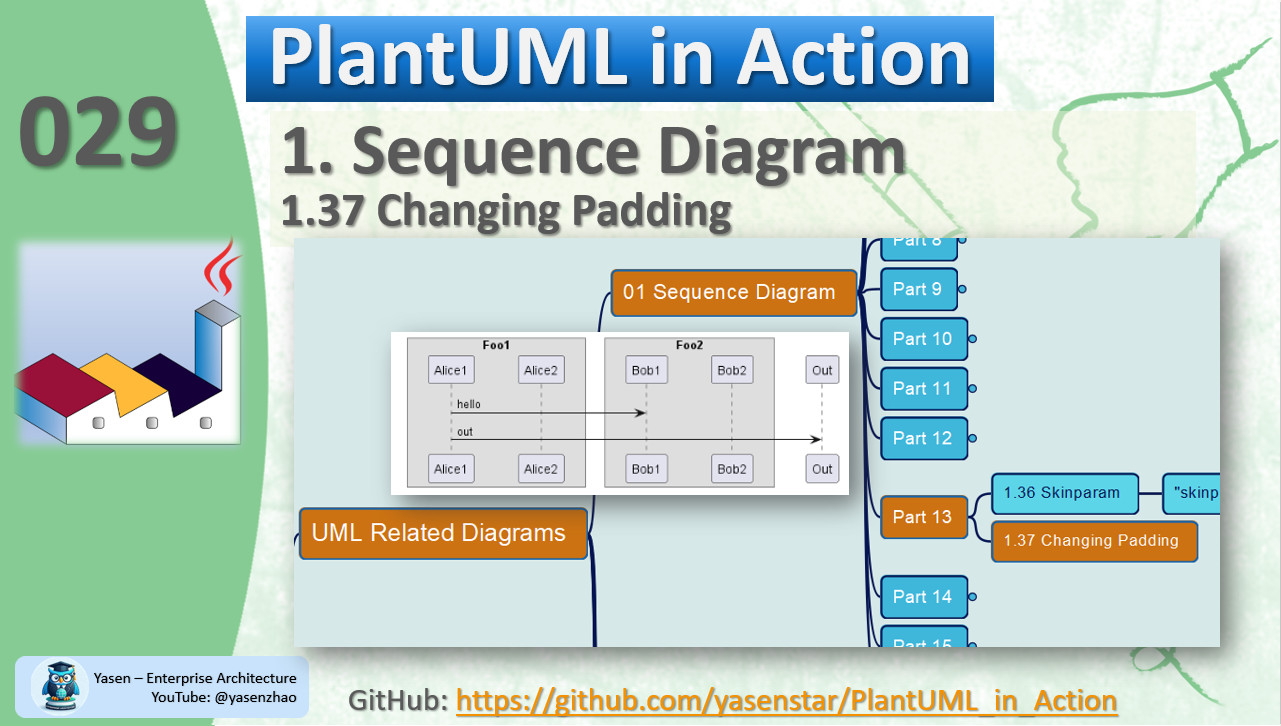 PlantUML in Action
029
1. Sequence Diagram
1.37 Changing Padding
Part 8
01 Sequence Diagram
Part 9
Part 10
Part 11
Part 12
Foo1
Foo2
Alice1
Alice2
Bob1
Bob2
Out
hello
out
Alice1
Alice2
Bob1
Bob2
Out
1.36 Skinparam
"skinp
Part 13
1.37 Changing Padding
UML Related Diagrams
Part 14
Part 15
Yasen – Enterprise Architecture
YouTube: @yasenzhao
GitHub: https://github.com/yasenstar/PlantUML_in_Action